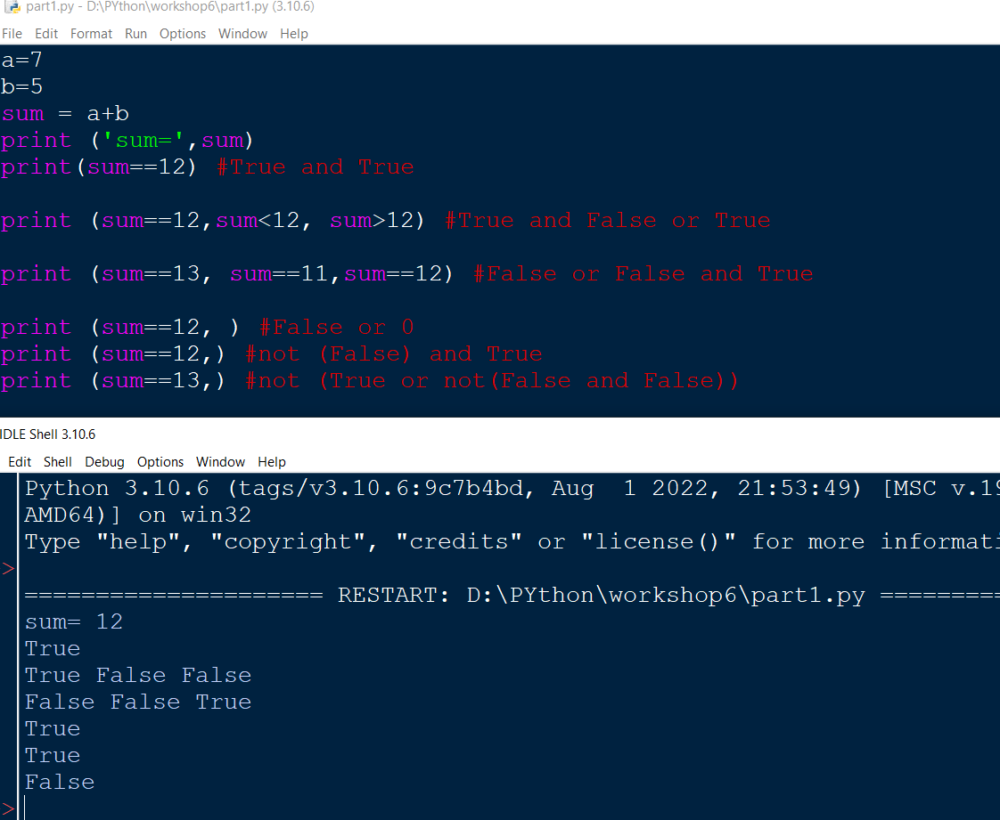 part1.py - D:\PYthon\workshop6\part1.py (3.10.6)
File Edit Format Run Options Window Help
a=7
b=5
sum = a+b
print ('sum=',sum)
print(sum==12) #True and True
print (sum==12,sum<12, sum>12) #True and False or True
print (sum==13, sum==11,sum==12) #False or False and True
print (sum==12, ) #False or 0
print (sum==12,) #not (False) and True
print (sum==13,) #not (True or not(False and False))
IDLE Shell 3.10.6
Edit Shell Debug Options Window Help
Python 3.10.6 (tags/v3.10.6:9c7b4bd, Aug  1 2022, 21:53:49) [MSC v.19
AMD64)] on win32
Type "help", "copyright", "credits" or "license()" for more informati
>
===================== RESTART: D:\PYthon\workshop6\part1.py =========
sum= 12
True
True False False
False False True
True
True
False
>